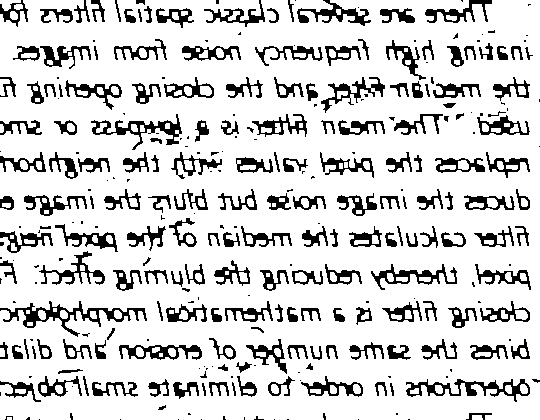 There are several classic spatial filters for
inating high frequency noise from images.
the median filter and the closing opening fi
used. The mean filter is a lowpass or smo
replaces the pixel values with the neighbor
duces the image noise but blurs the image e
filter calculates the median of the pixel neig
pixel, thereby reducing the blurring effect. F
closing filter is a mathematical morphologic
bines the same number of erosion and dilat
operations in order to eliminate small object